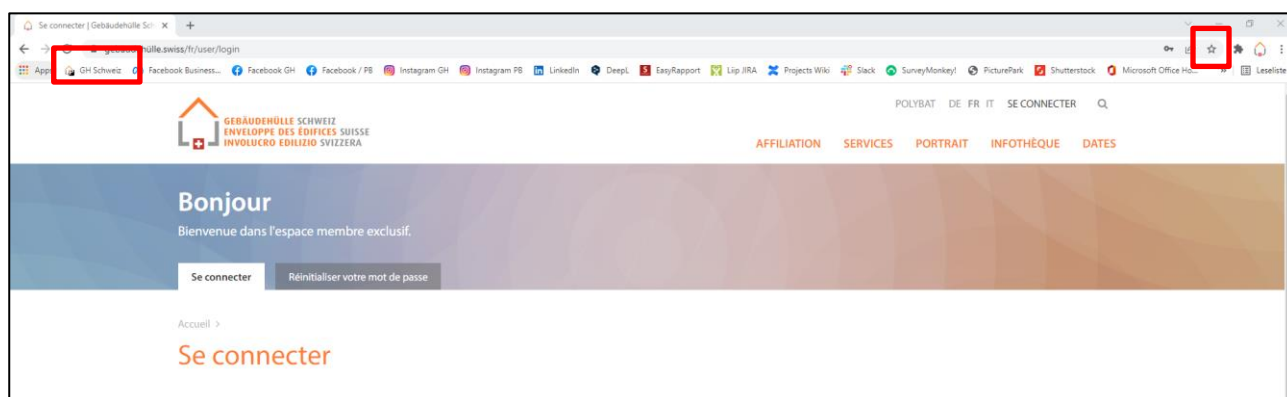 Se connecter | Gebäudehülle Sch
hülle.swiss/fr/user/login
Apps GH Schweiz Facebook Business... Facebook GH Facebook / PB Instagram GH Instagram PB LinkedIn DeepL EasyRapport Liip JIRA Projects Wiki Slack SurveyMonkey! PicturePark Shutterstock Microsoft Office Ho... » Leseliste
POLYBAT DE FR IT SE CONNECTER
GEBÄUDEHÜLLE SCHWEIZ
ENVELOPPE DES ÉDIFICES SUISSE
INVOLUCRO EDILIZIO SVIZZERA
AFFILIATION SERVICES PORTRAIT INFOTHÈQUE DATES
Bonjour
Bienvenue dans l'espace membre exclusif.
Se connecter Réinitialiser votre mot de passe
Accueil >
Se connecter